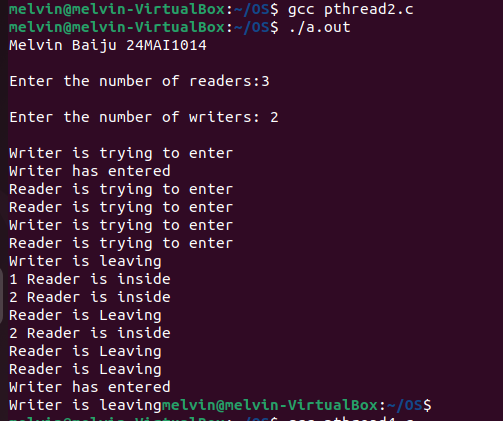 melvin@melvin-VirtualBox:~/OS$ gcc pthread2.c
melvin@melvin-VirtualBox:~/OS$ ./a.out
Melvin Baiju 24MAI1014
Enter the number of readers:3
Enter the number of writers: 2
Writer is trying to enter
Writer has entered
Reader is trying to enter
Reader is trying to enter
Writer is trying to enter
Reader is trying to enter
Writer is leaving
1 Reader is inside
2 Reader is inside
Reader is Leaving
2 Reader is inside
Reader is Leaving
Reader is Leaving
Writer has entered
Writer is leavingmelvin@melvin-VirtualBox:~/OS$